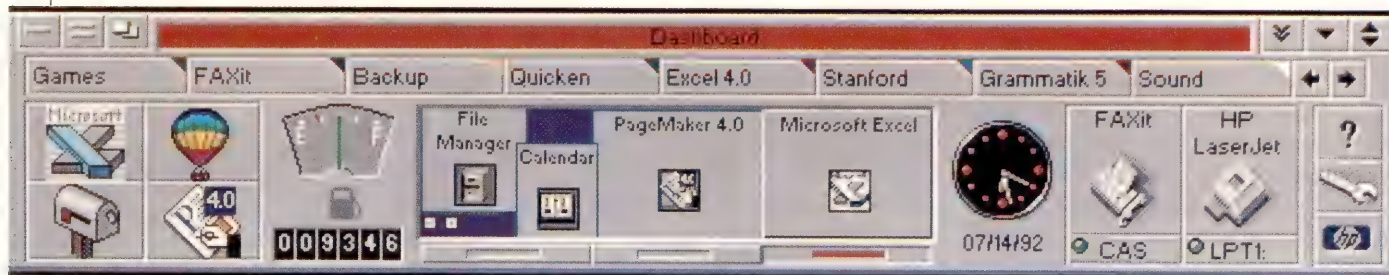 Dashboard
Games FAXit Backup Quicken Excel 4.0 Stanford Grammatik 5 Sound
Microsoft
4.0
E F
009346
File Manager
Calendar
PageMaker 4.0
Microsoft Excel
07/14/92
FAXit
CAS
HP LaserJet
LPT1:
?
hp